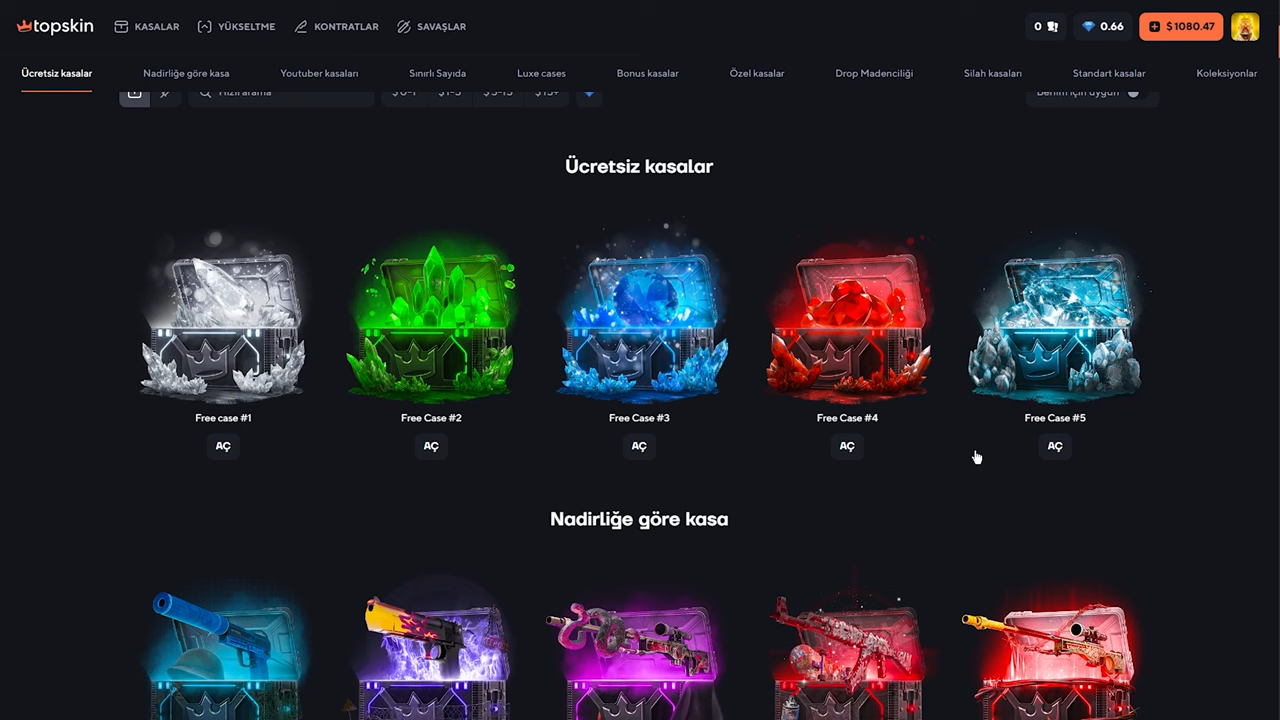 topskin KASALAR YÜKSELTME KONTRATLAR SAVAŞLAR 0 0.66 $1080.47
Ücretsiz kasalar Nadirliğe göre kasa Youtuber kasaları Sınırlı Sayıda Luxe cases Bonus kasalar Özel kasalar Drop Madenciliği Silah kasaları Standart kasalar Koleksiyonlar
Ücretsiz kasalar
Free case #1 Free Case #2 Free Case #3 Free Case #4 Free Case #5
AÇ AÇ AÇ AÇ AÇ
Nadirliğe göre kasa